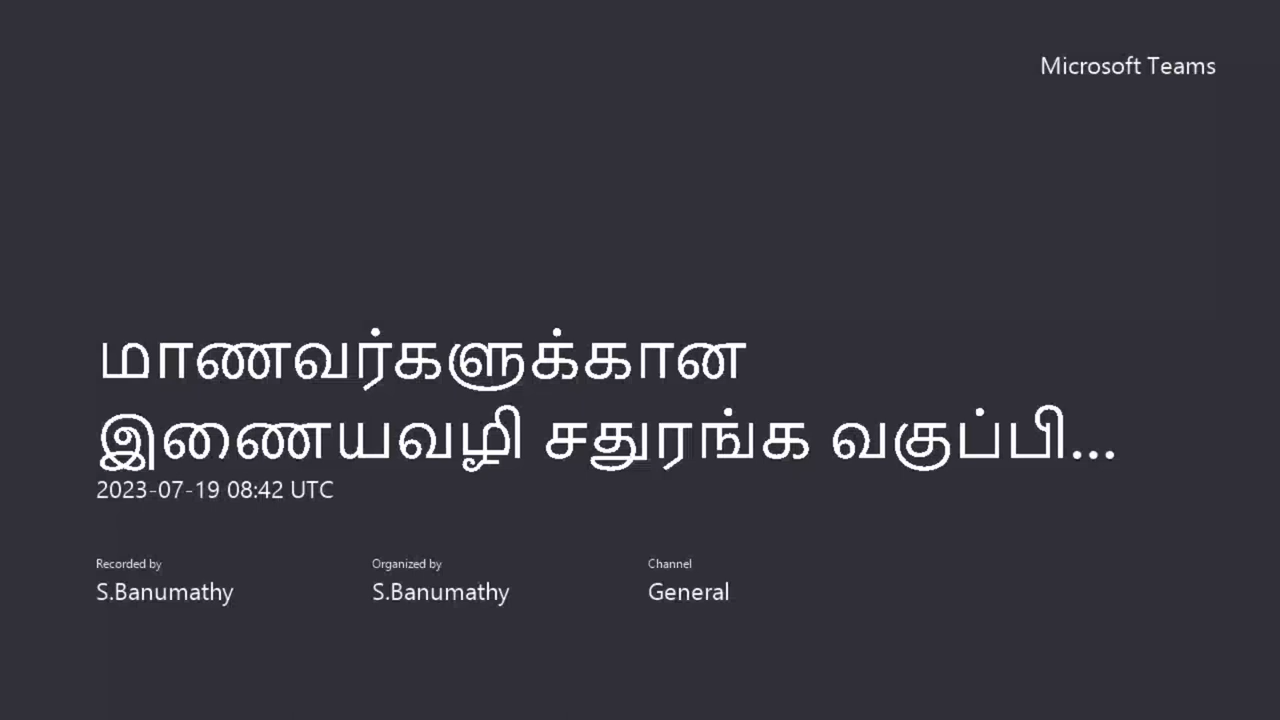 Microsoft Teams
மாணவர்களுக்கான
இணையவழி சதுரங்க வகுப்பி...
2023-07-19 08:42 UTC
Recorded by Organized by Channel
S.Banumathy S.Banumathy General